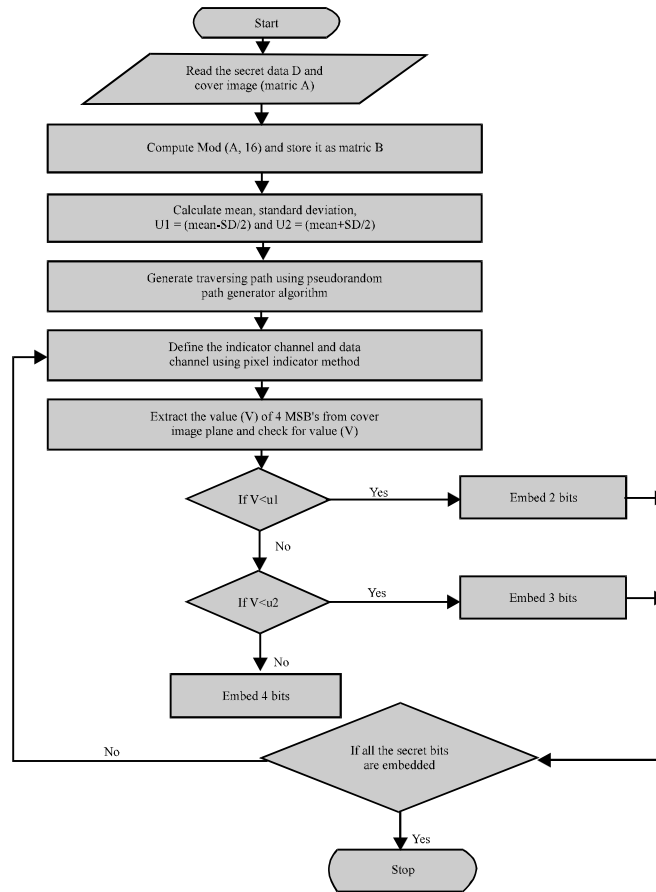 Start
Read the secret data D and
cover image (matric A)
Compute Mod (A, 16) and store it as matric B
Calculate mean, standard deviation,
U1 = (mean-SD/2) and U2 = (mean+SD/2)
Generate traversing path using pseudorandom
path generator algorithm
Define the indicator channel and data
channel using pixel indicator method
Extract the value (V) of 4 MSB's from cover
image plane and check for value (V)
If V<u1
Yes
Embed 2 bits
No
If V<u2
Yes
Embed 3 bits
No
Embed 4 bits
If all the secret bits
are embedded
No
Yes
Stop